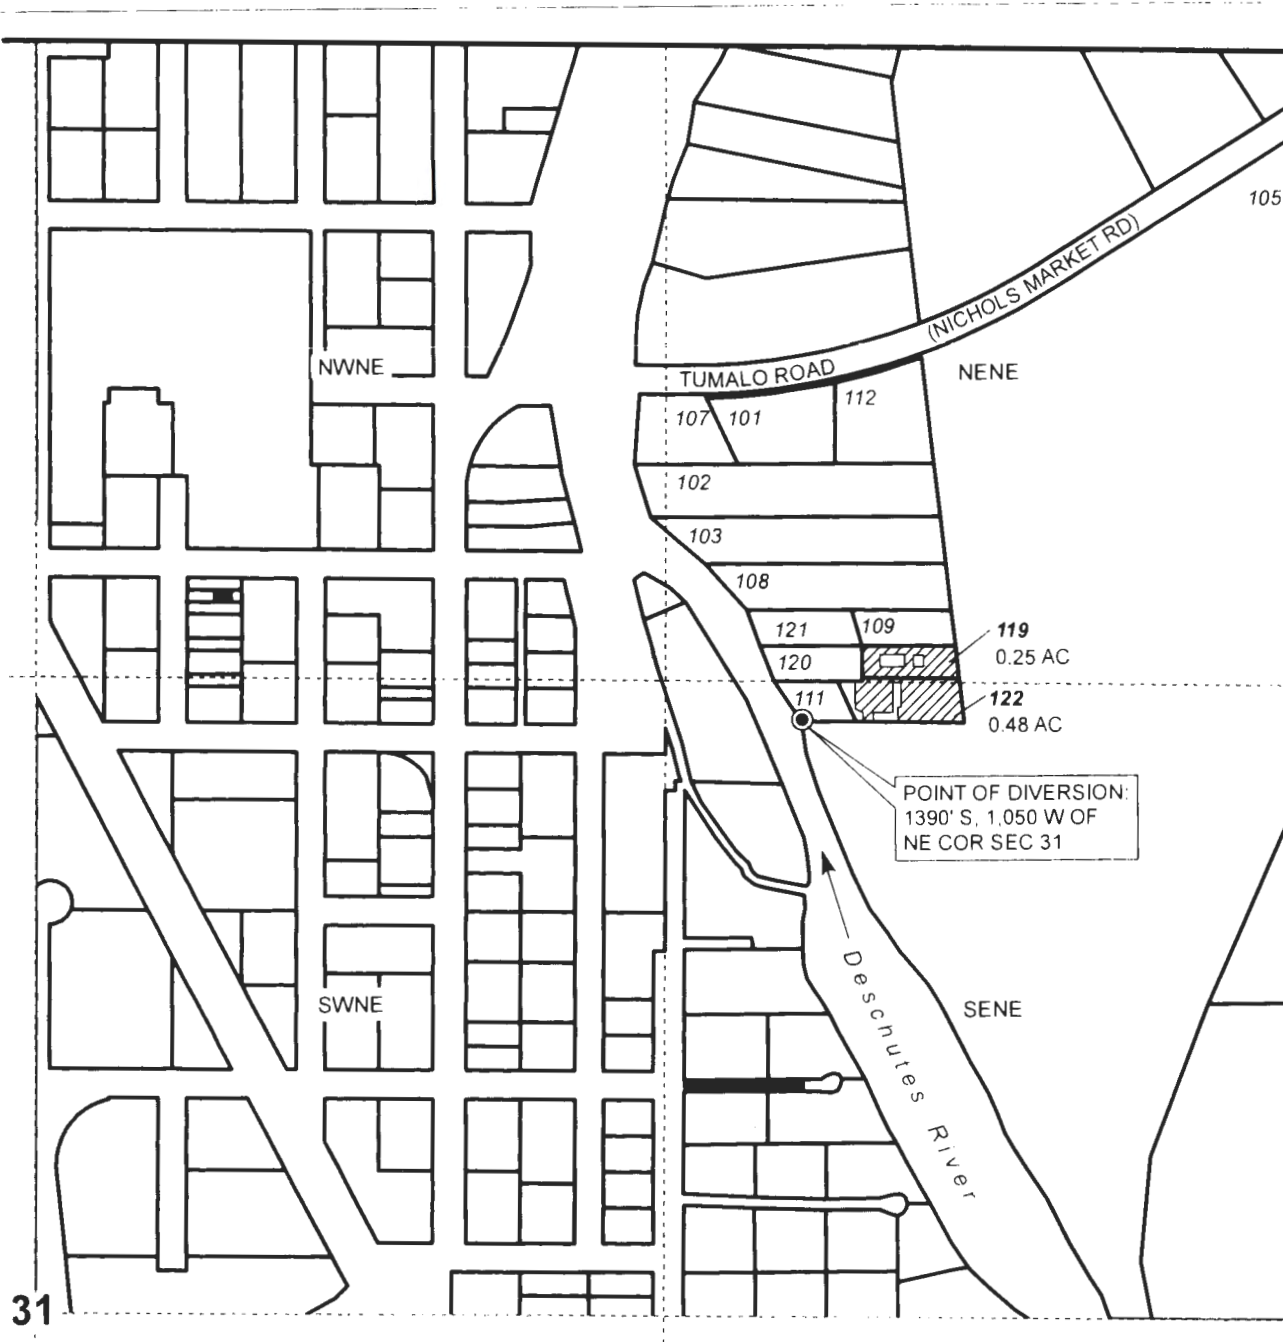 105
(NICHOLS MARKET RD)
NWNE
TUMALO ROAD
NENE
107
101
112
102
103
108
121
109
119
0.25 AC
120
111
122
0.48 AC
POINT OF DIVERSION:
1390' S, 1,050 W OF
NE COR SEC 31
Deschutes River
SWNE
SENE
31